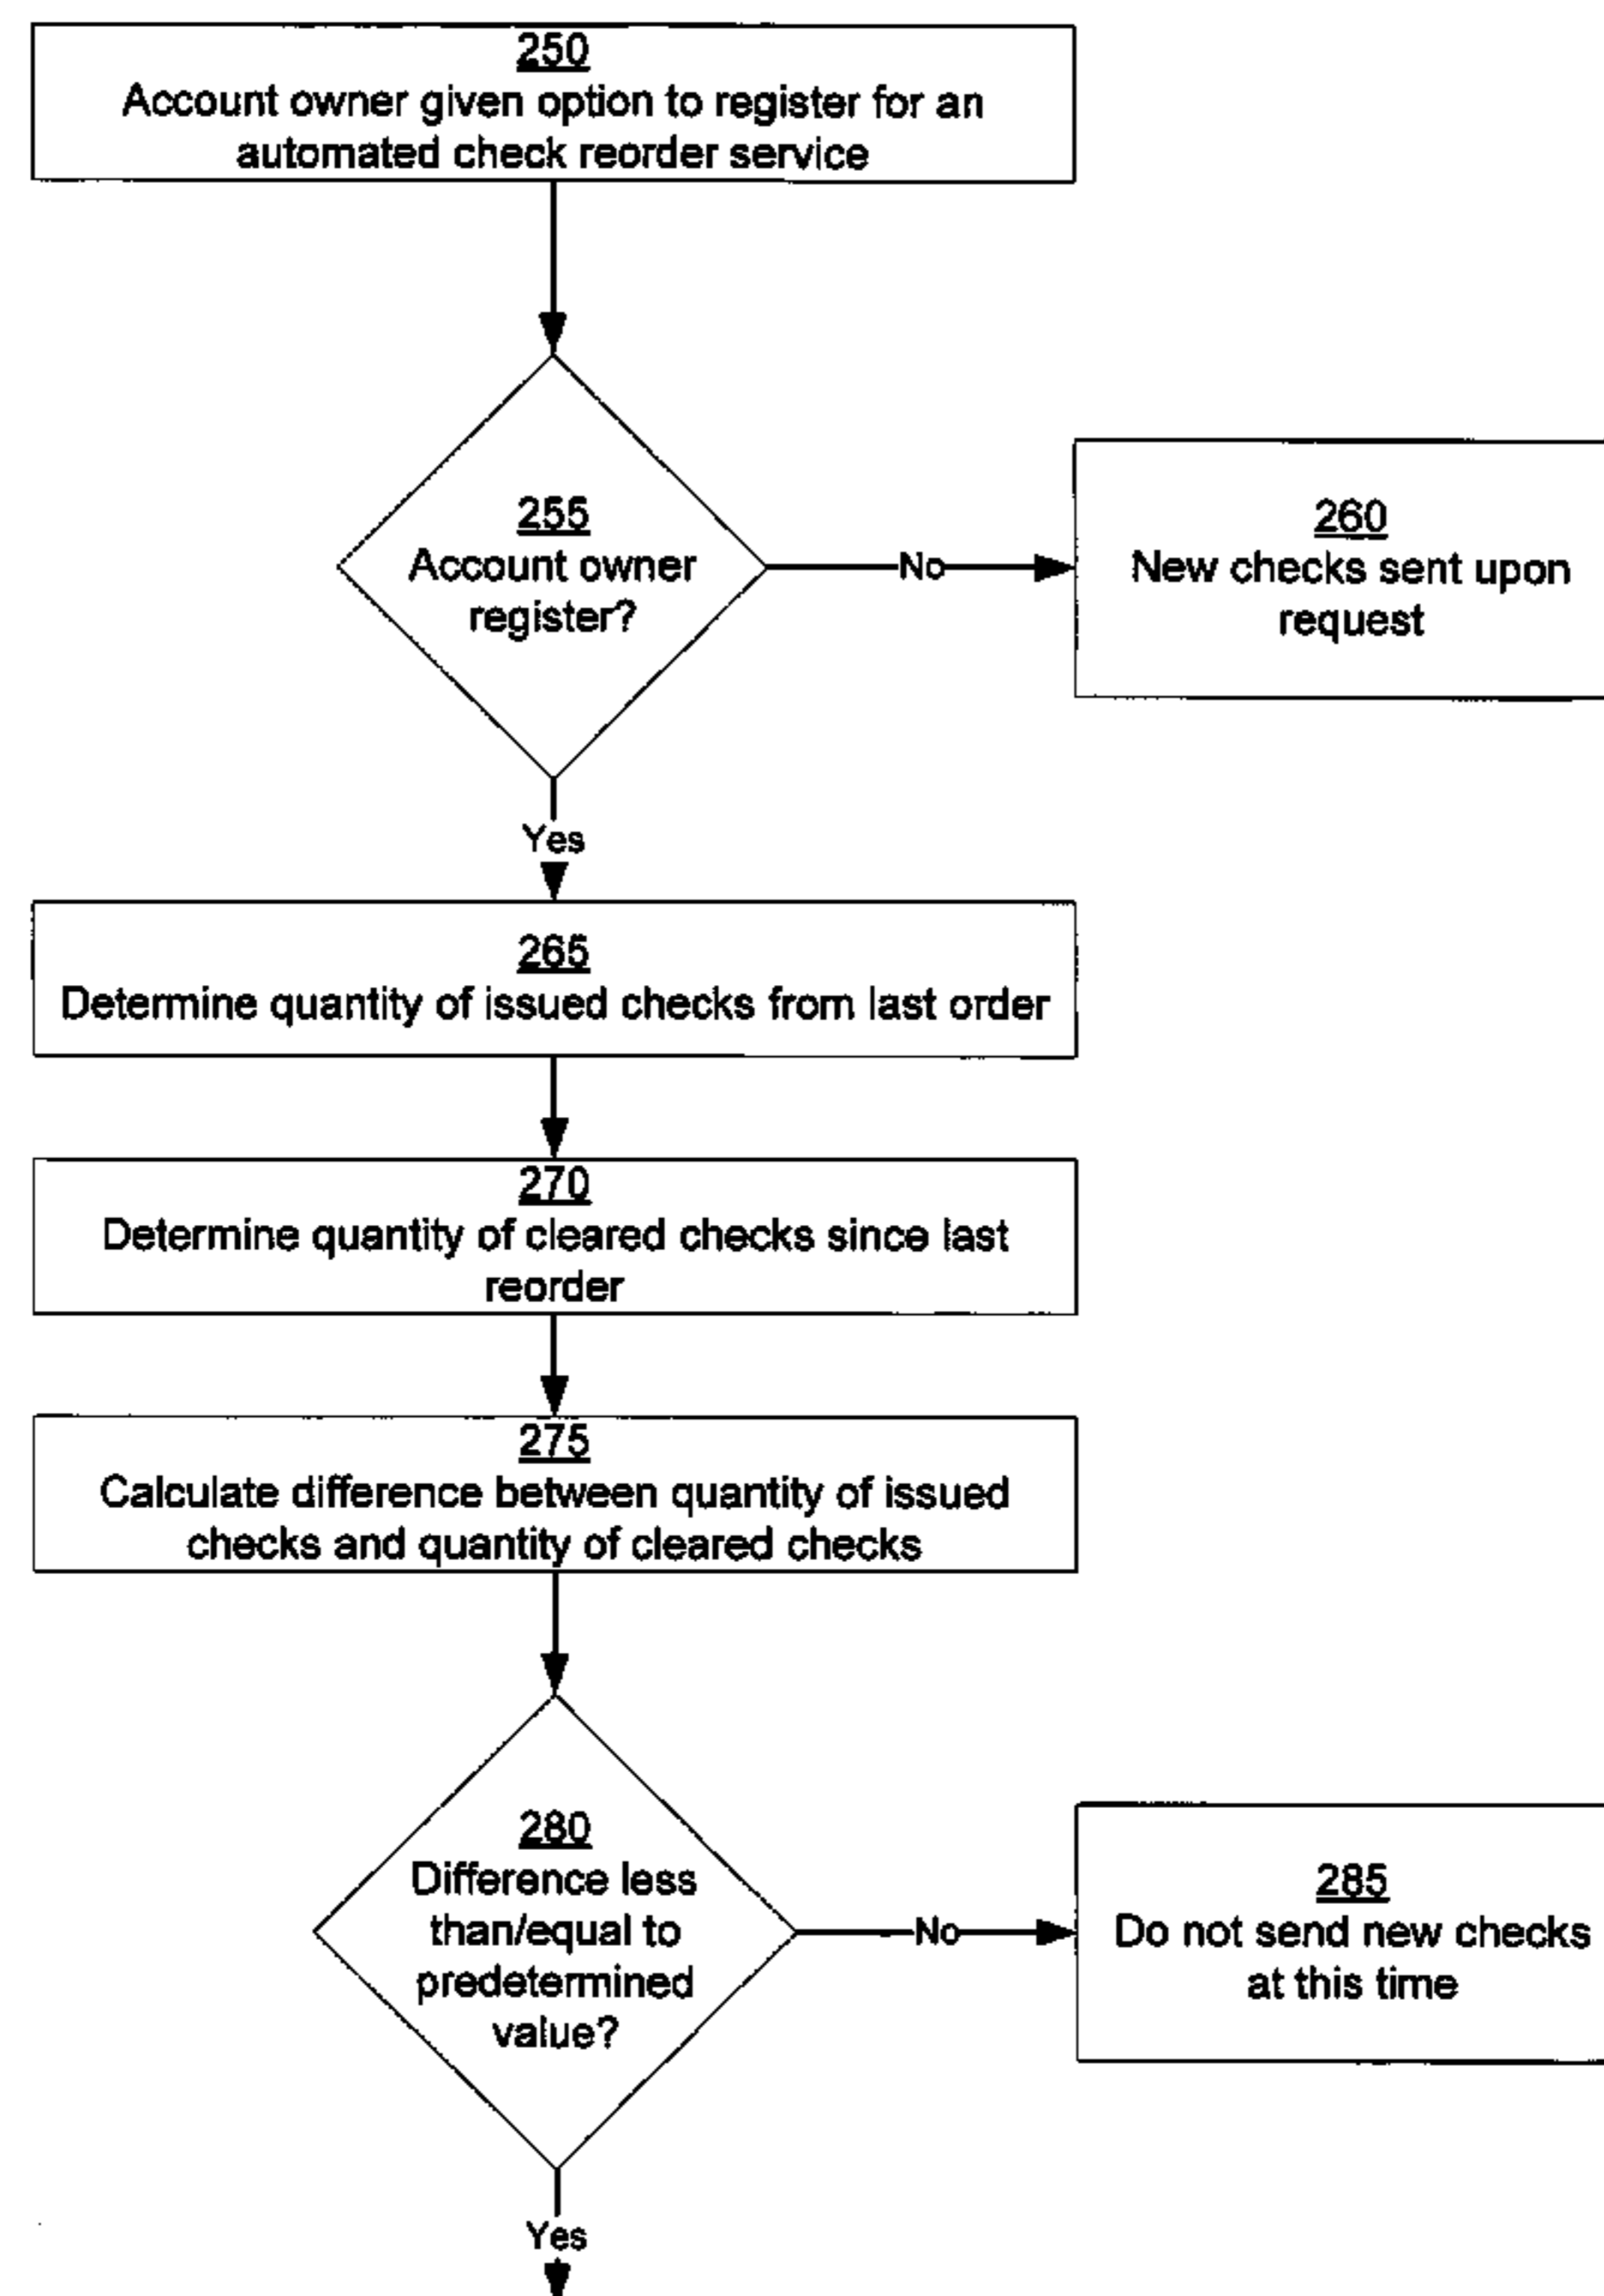 250
Account owner given option to register for an
automated check reorder service
255
Account owner
register?
No
260
New checks sent upon
request
Yes
265
Determine quantity of issued checks from last order
270
Determine quantity of cleared checks since last
reorder
275
Calculate difference between quantity of issued
checks and quantity of cleared checks
280
Difference less
than/equal to
predetermined
value?
No
285
Do not send new checks
at this time
Yes